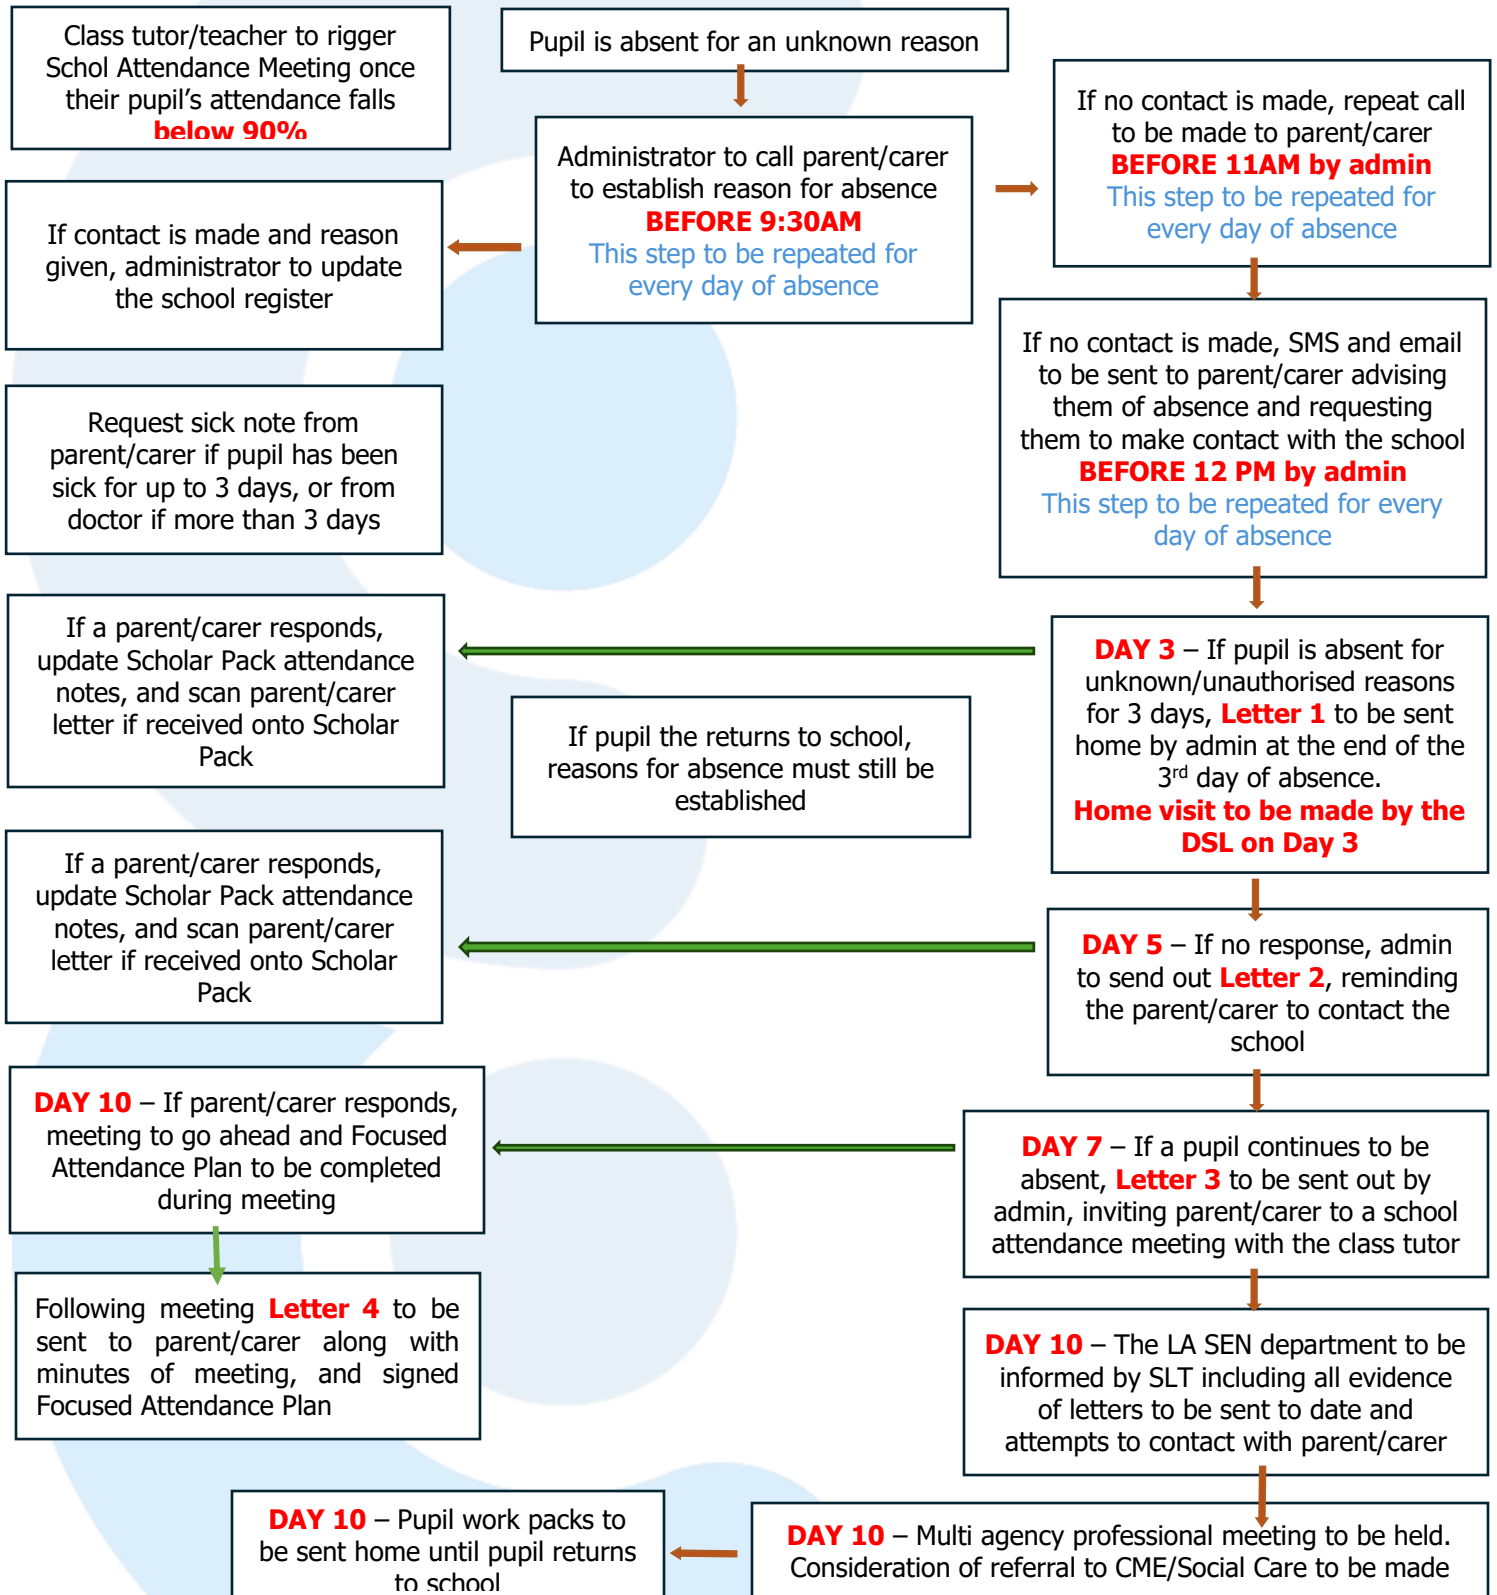 Class tutor/teacher to rigger
Schol Attendance Meeting once
their pupil's attendance falls
below 90%
Pupil is absent for an unknown reason
Administrator to call parent/carer
to establish reason for absence
BEFORE 9:30AM
This step to be repeated for
every day of absence
If no contact is made, repeat call
to be made to parent/carer
BEFORE 11AM by admin
This step to be repeated for
every day of absence
If contact is made and reason
given, administrator to update
the school register
If no contact is made, SMS and email
to be sent to parent/carer advising
them of absence and requesting
them to make contact with the school
BEFORE 12 PM by admin
This step to be repeated for every
day of absence
Request sick note from
parent/carer if pupil has been
sick for up to 3 days, or from
doctor if more than 3 days
If a parent/carer responds,
update Scholar Pack attendance
notes, and scan parent/carer
letter if received onto Scholar
Pack
DAY 3 – If pupil is absent for
unknown/unauthorised reasons
for 3 days, Letter 1 to be sent
home by admin at the end of the
3rd day of absence.
Home visit to be made by the
DSL on Day 3
If pupil the returns to school,
reasons for absence must still be
established
If a parent/carer responds,
update Scholar Pack attendance
notes, and scan parent/carer
letter if received onto Scholar
Pack
DAY 5 – If no response, admin
to send out Letter 2, reminding
the parent/carer to contact the
school
DAY 10 – If parent/carer responds,
meeting to go ahead and Focused
Attendance Plan to be completed
during meeting
DAY 7 – If a pupil continues to be
absent, Letter 3 to be sent out by
admin, inviting parent/carer to a school
attendance meeting with the class tutor
Following meeting Letter 4 to be
sent to parent/carer along with
minutes of meeting, and signed
Focused Attendance Plan
DAY 10 – The LA SEN department to be
informed by SLT including all evidence
of letters to be sent to date and
attempts to contact with parent/carer
DAY 10 – Pupil work packs to
be sent home until pupil returns
to school
DAY 10 – Multi agency professional meeting to be held.
Consideration of referral to CME/Social Care to be made